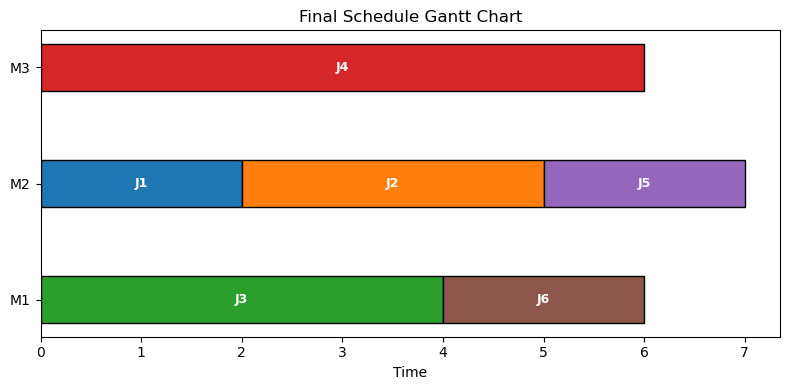 Final Schedule Gantt Chart
M3
J4
M2
J1 J2 J5
M1
J3 J6
0 1 2 3 4 5 6 7
Time